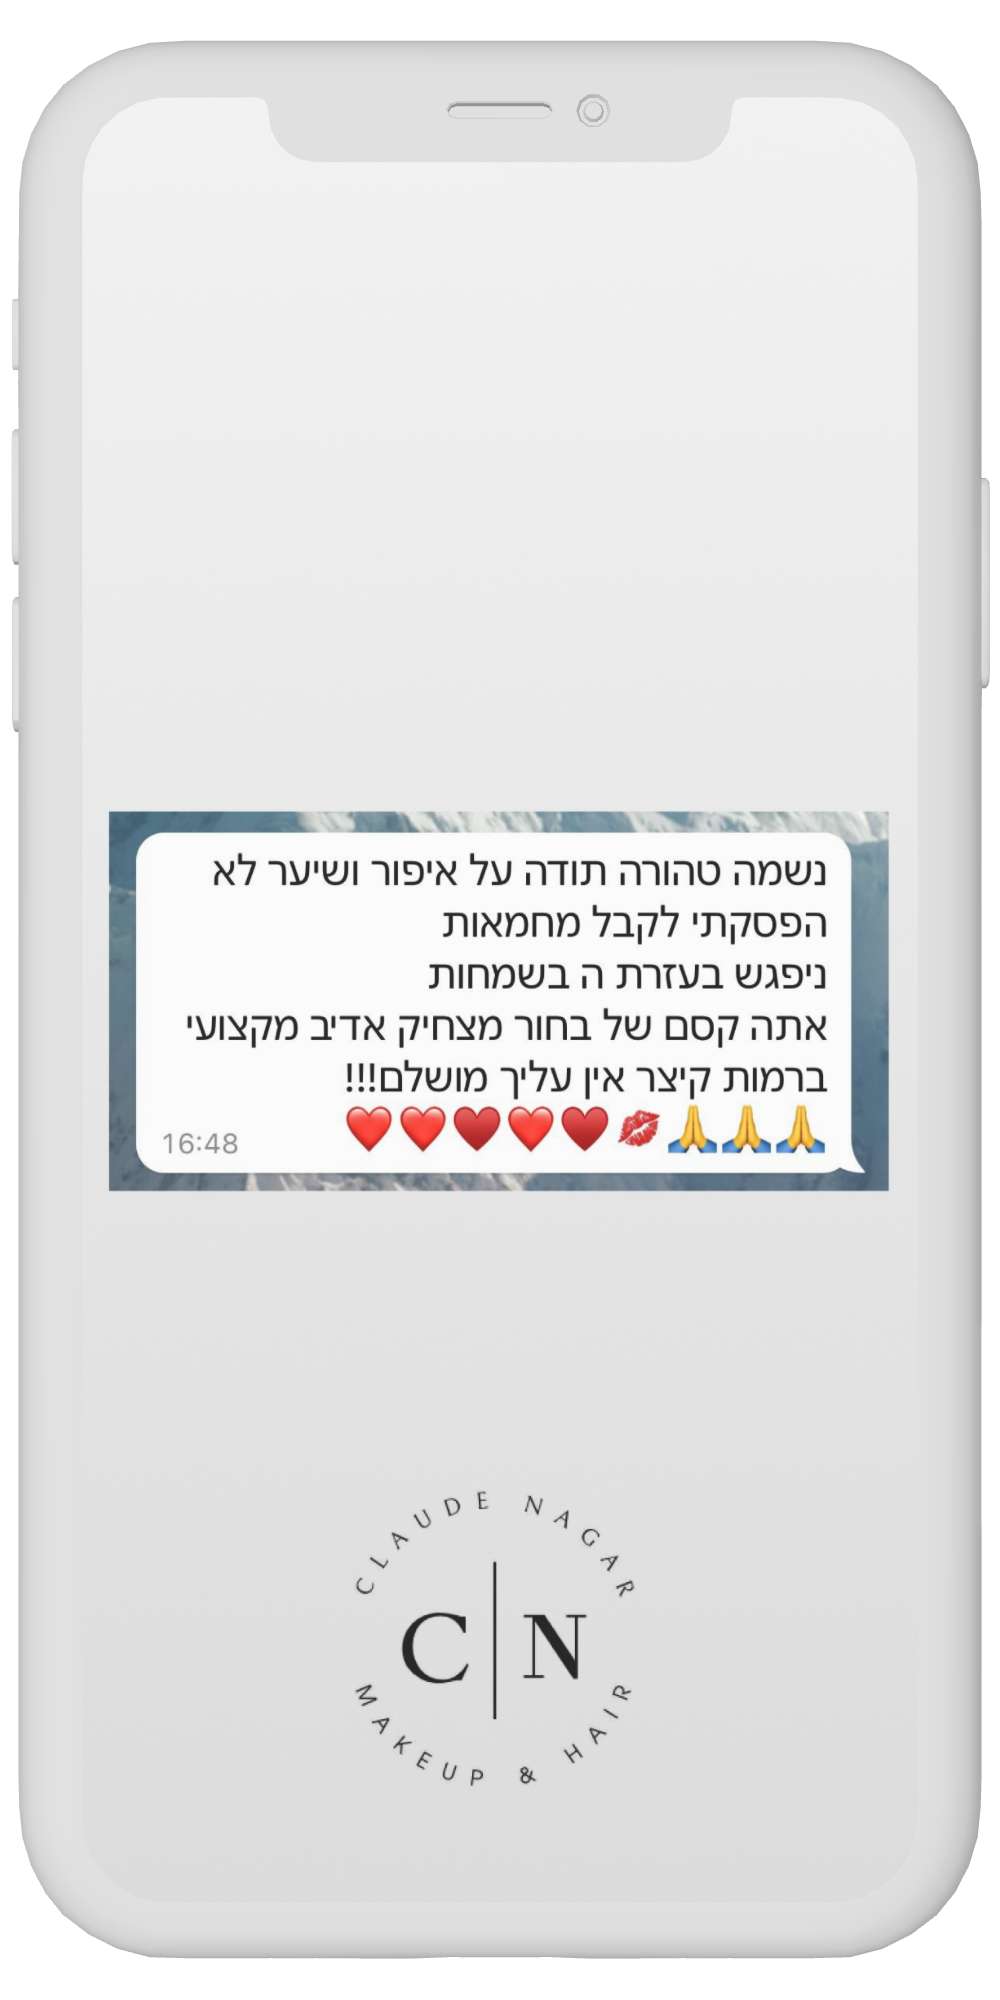 נשמה טהורה תודה על איפור ושיער לא
הפסקתי לקבל מחמאות
ניפגש בעזרת ה בשמחות
אתה קסם של בחור מצחיק אדיב מקצועי
ברמות קיצר אין עליך מושלם!!!
🙏🙏🙏💋♥️❤️♥️❤️❤️
16:48
CLAUDE NAGAR
C|N
MAKEUP & HAIR